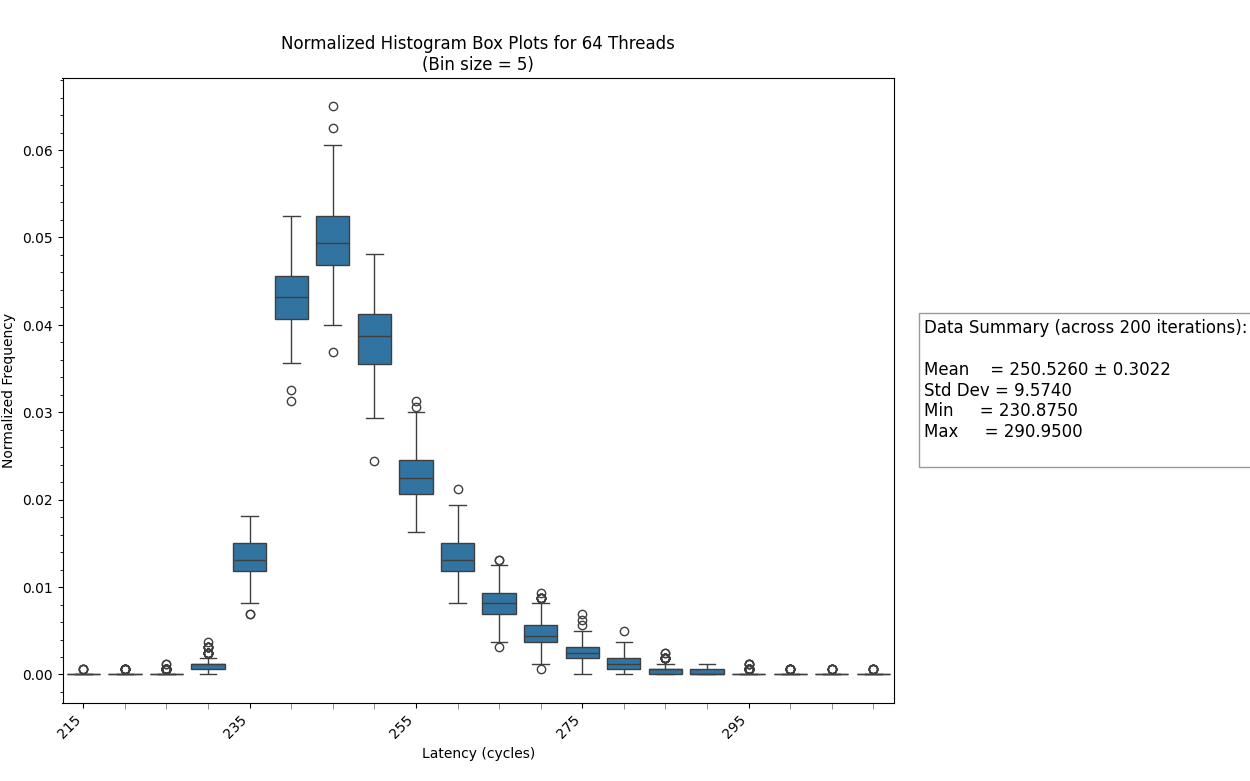 Normalized Histogram Box Plots for 64 Threads
(Bin size = 5)
Normalized Frequency
0.06
0.05
0.04
0.03
0.02
0.01
0.00
215
235
255
275
295
Latency (cycles)
Data Summary (across 200 iterations):
Mean = 250.5260 ± 0.3022
Std Dev = 9.5740
Min = 230.8750
Max = 290.9500